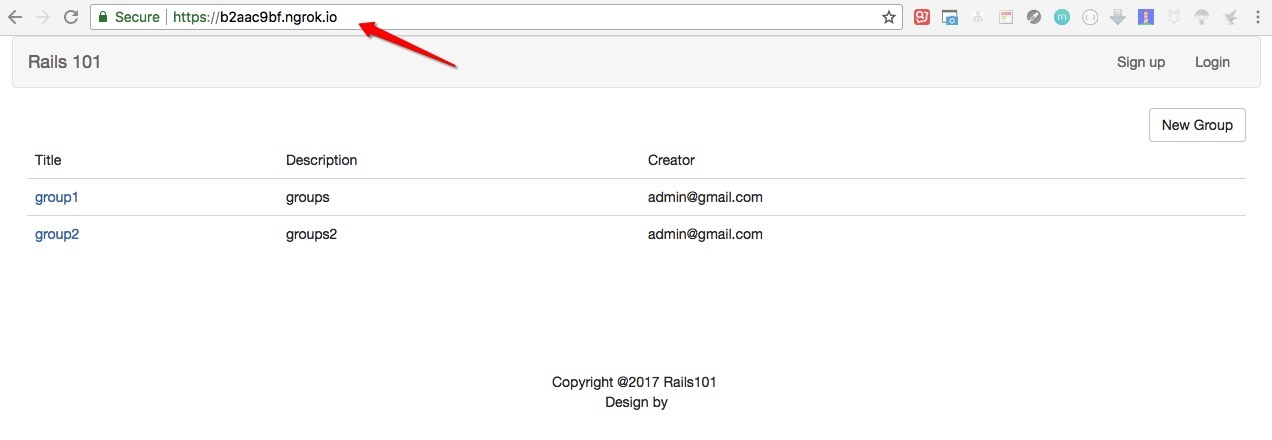 Secure https://b2aac9bf.ngrok.io
Rails 101 Sign up Login
New Group
Title Description Creator
group1 groups admin@gmail.com
group2 groups2 admin@gmail.com
Copyright @2017 Rails101
Design by